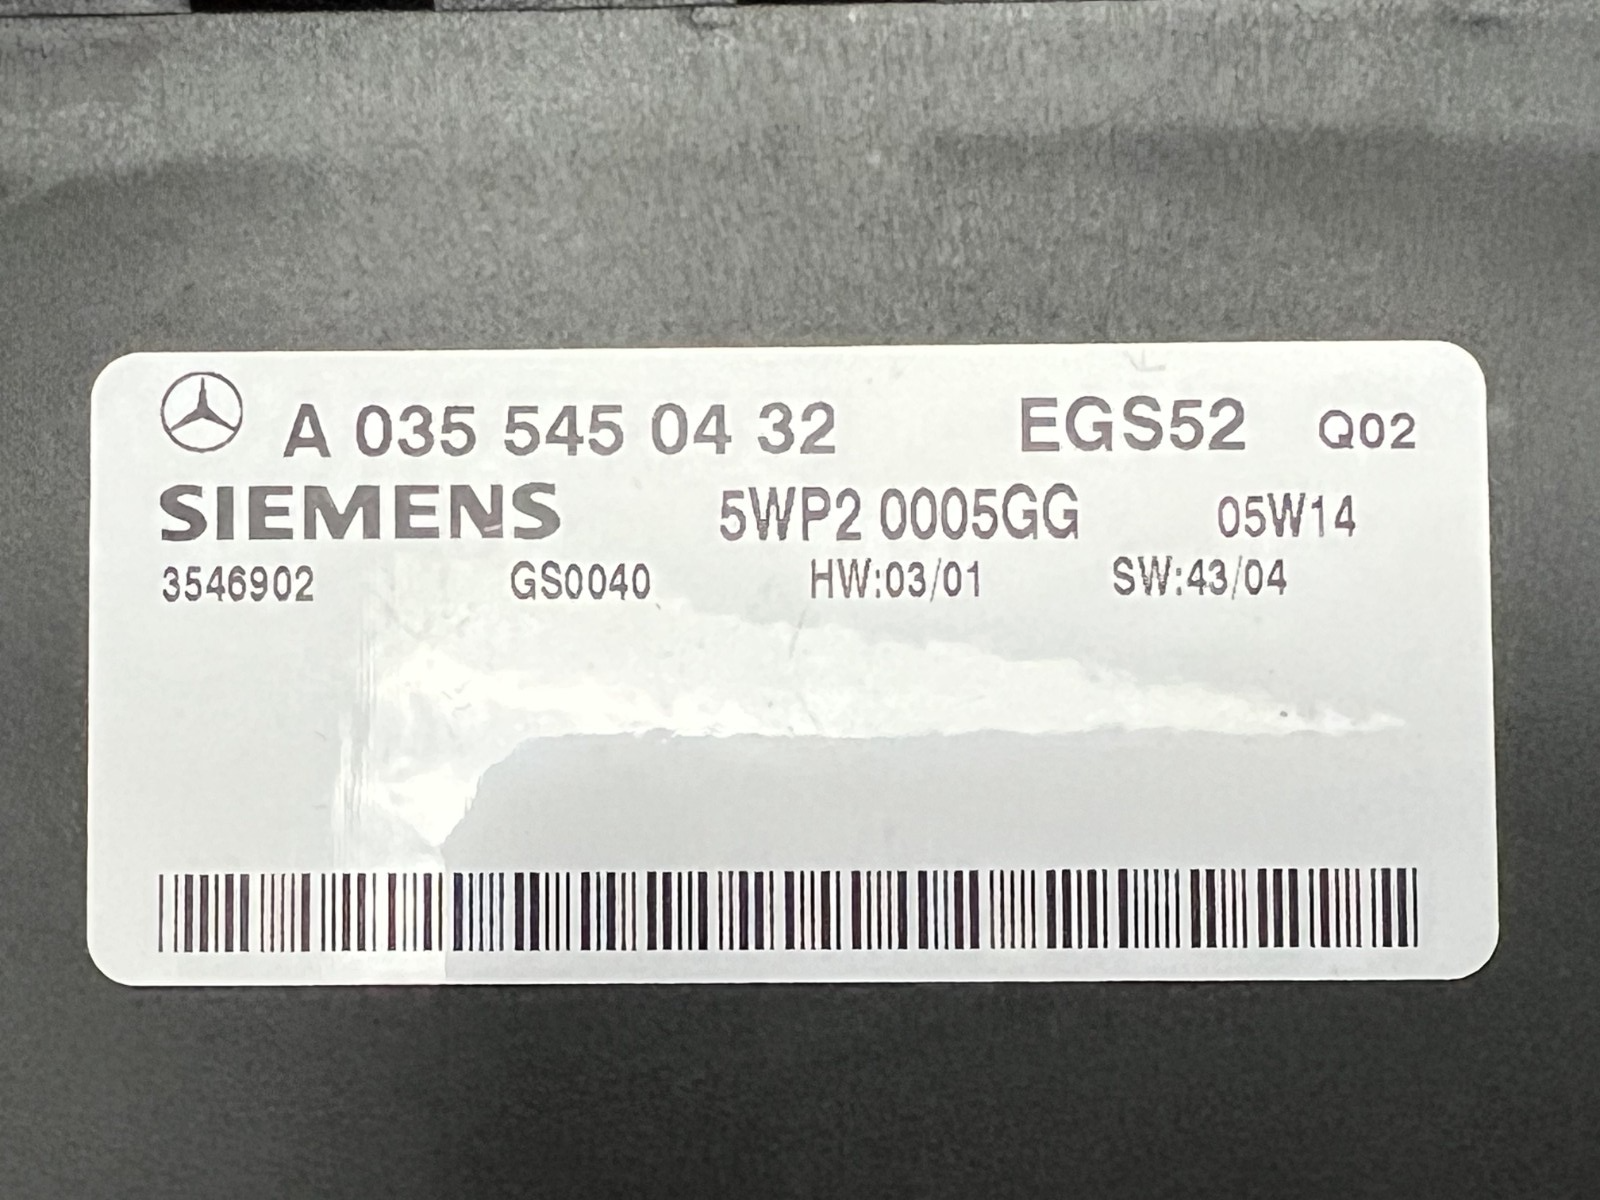 A 035 545 04 32 EGS52 Q02
SIEMENS 5WP2 0005GG 05W14
3546902 GS0040 HW:03/01 SW:43/04